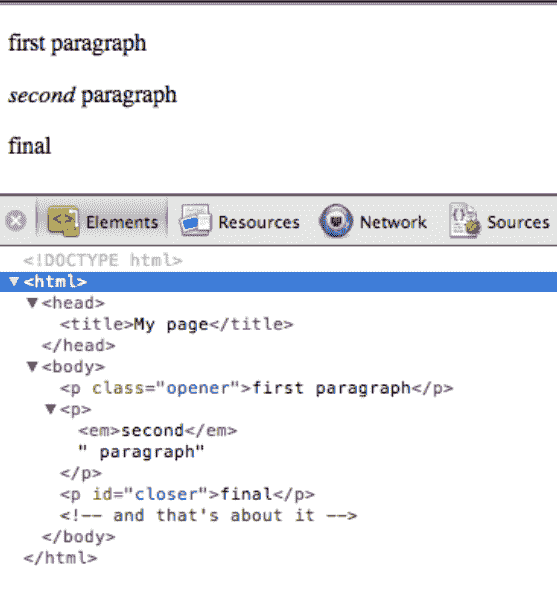 first paragraph
second paragraph
final
Elements Resources Network Sources
<!DOCTYPE html>
▼<html>
▼<head>
<title>My page</title>
</head>
▼<body>
<p class="opener">first paragraph</p>
▼<p>
<em>second</em>
" paragraph"
</p>
<p id="closer">final</p>
<!-- and that's about it -->
</body>
</html>